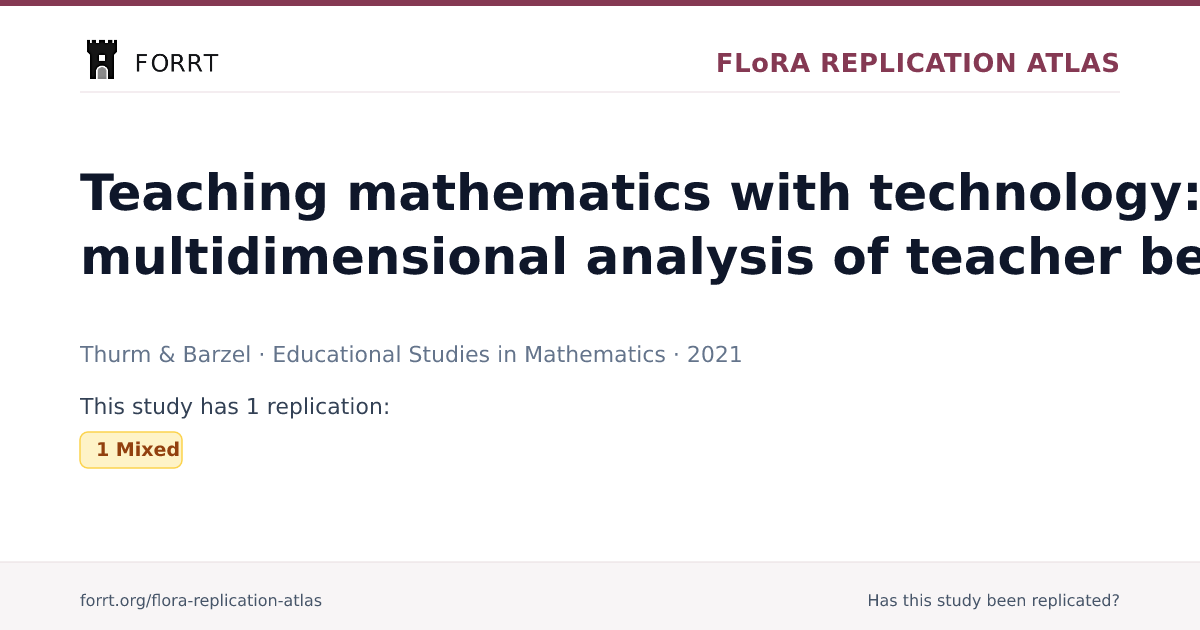 FORRT
FLoRA REPLICATION ATLAS
Teaching mathematics with technology:
multidimensional analysis of teacher be
Thurm & Barzel · Educational Studies in Mathematics · 2021
This study has 1 replication:
1 Mixed
forrt.org/flora-replication-atlas
Has this study been replicated?